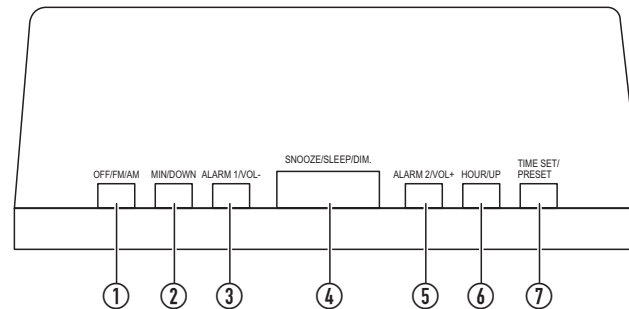 SNOOZE/SLEEP/DIM.
TIME SET/
PRESET
OFF/FM/AM MIN/DOWN ALARM 1/VOL- ALARM 2/VOL+ HOUR/UP
1 2 3 4 5 6 7